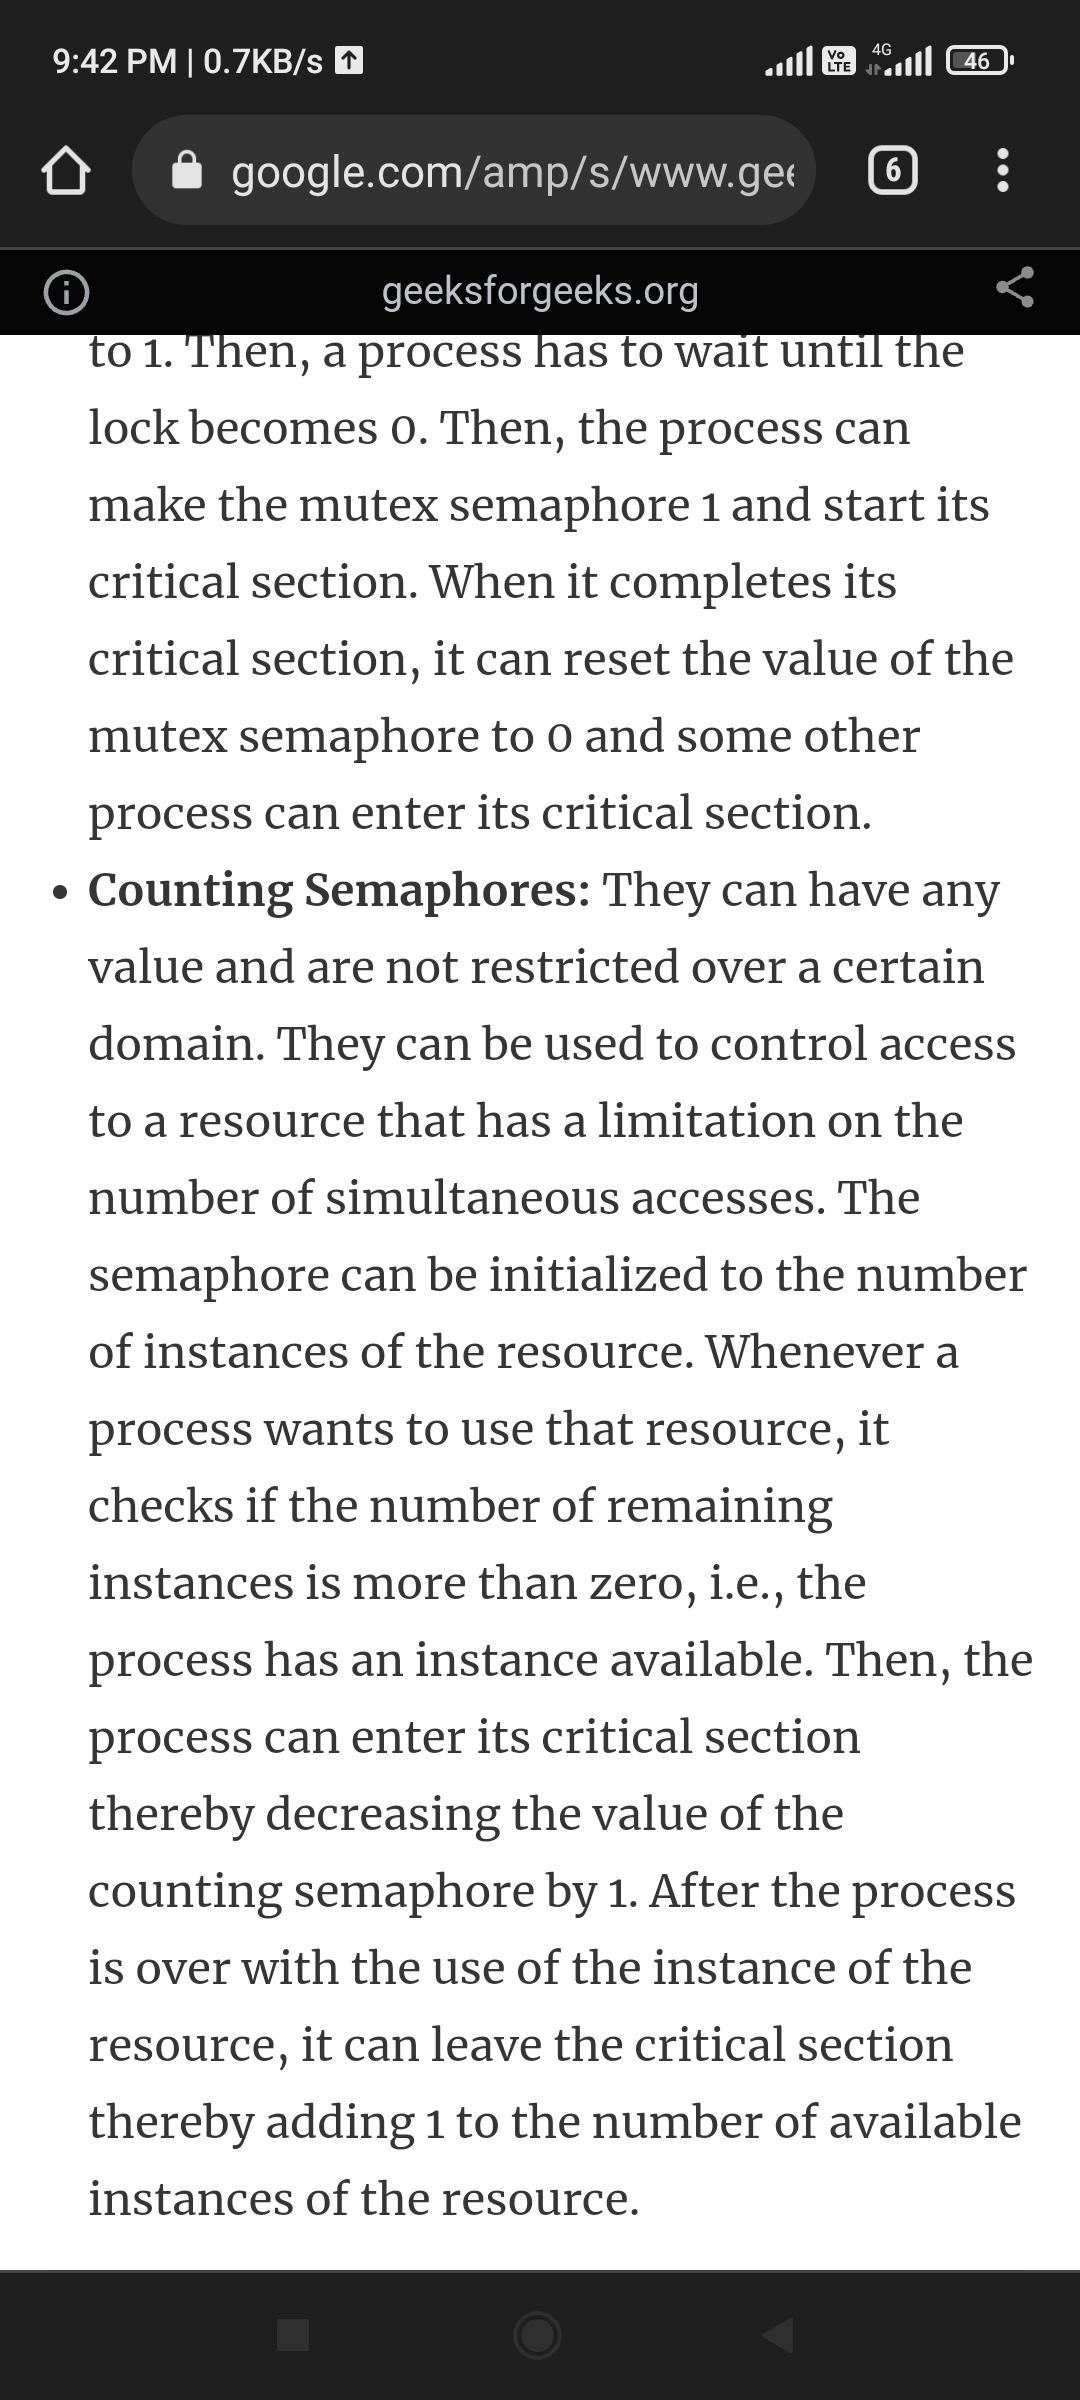 9:42 PM | 0.7KB/s
Vo LTE 4G 46
google.com/amp/s/www.gee
6
geeksforgeeks.org
to 1. Then, a process has to wait until the
lock becomes 0. Then, the process can
make the mutex semaphore 1 and start its
critical section. When it completes its
critical section, it can reset the value of the
mutex semaphore to 0 and some other
process can enter its critical section.
• Counting Semaphores: They can have any
value and are not restricted over a certain
domain. They can be used to control access
to a resource that has a limitation on the
number of simultaneous accesses. The
semaphore can be initialized to the number
of instances of the resource. Whenever a
process wants to use that resource, it
checks if the number of remaining
instances is more than zero, i.e., the
process has an instance available. Then, the
process can enter its critical section
thereby decreasing the value of the
counting semaphore by 1. After the process
is over with the use of the instance of the
resource, it can leave the critical section
thereby adding 1 to the number of available
instances of the resource.